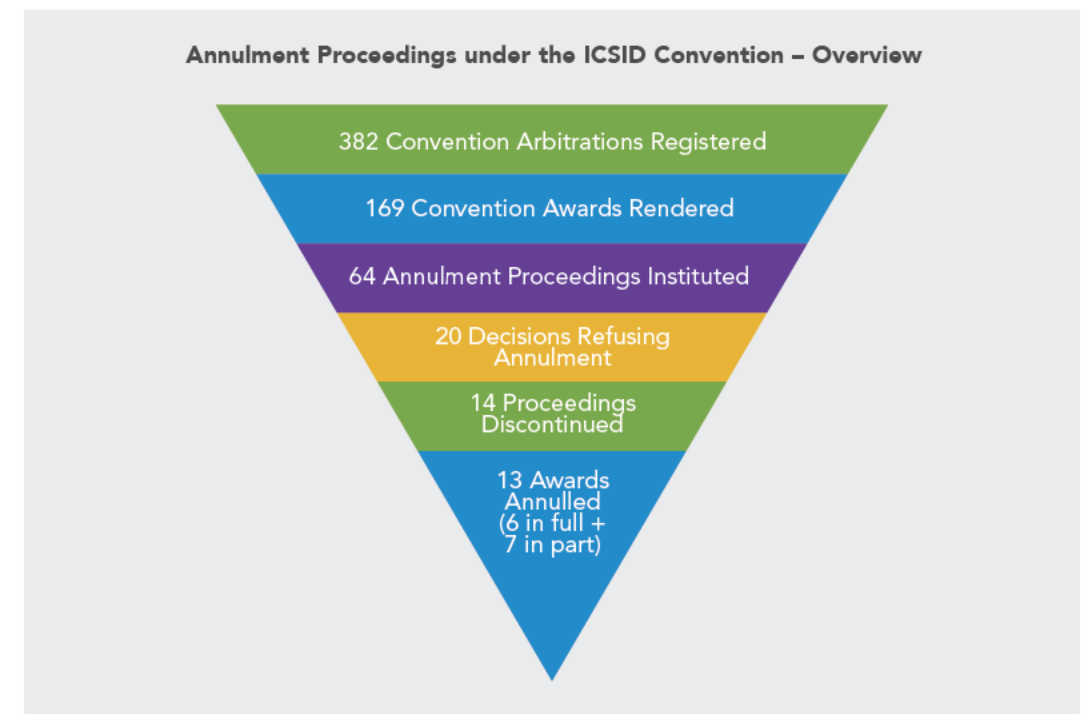 Annulment Proceedings under the ICSID Convention – Overview
382 Convention Arbitrations Registered
169 Convention Awards Rendered
64 Annulment Proceedings Instituted
20 Decisions Refusing
Annulment
14 Proceedings
Discontinued
13 Awards
Annulled
(6 in full +
7 in part)